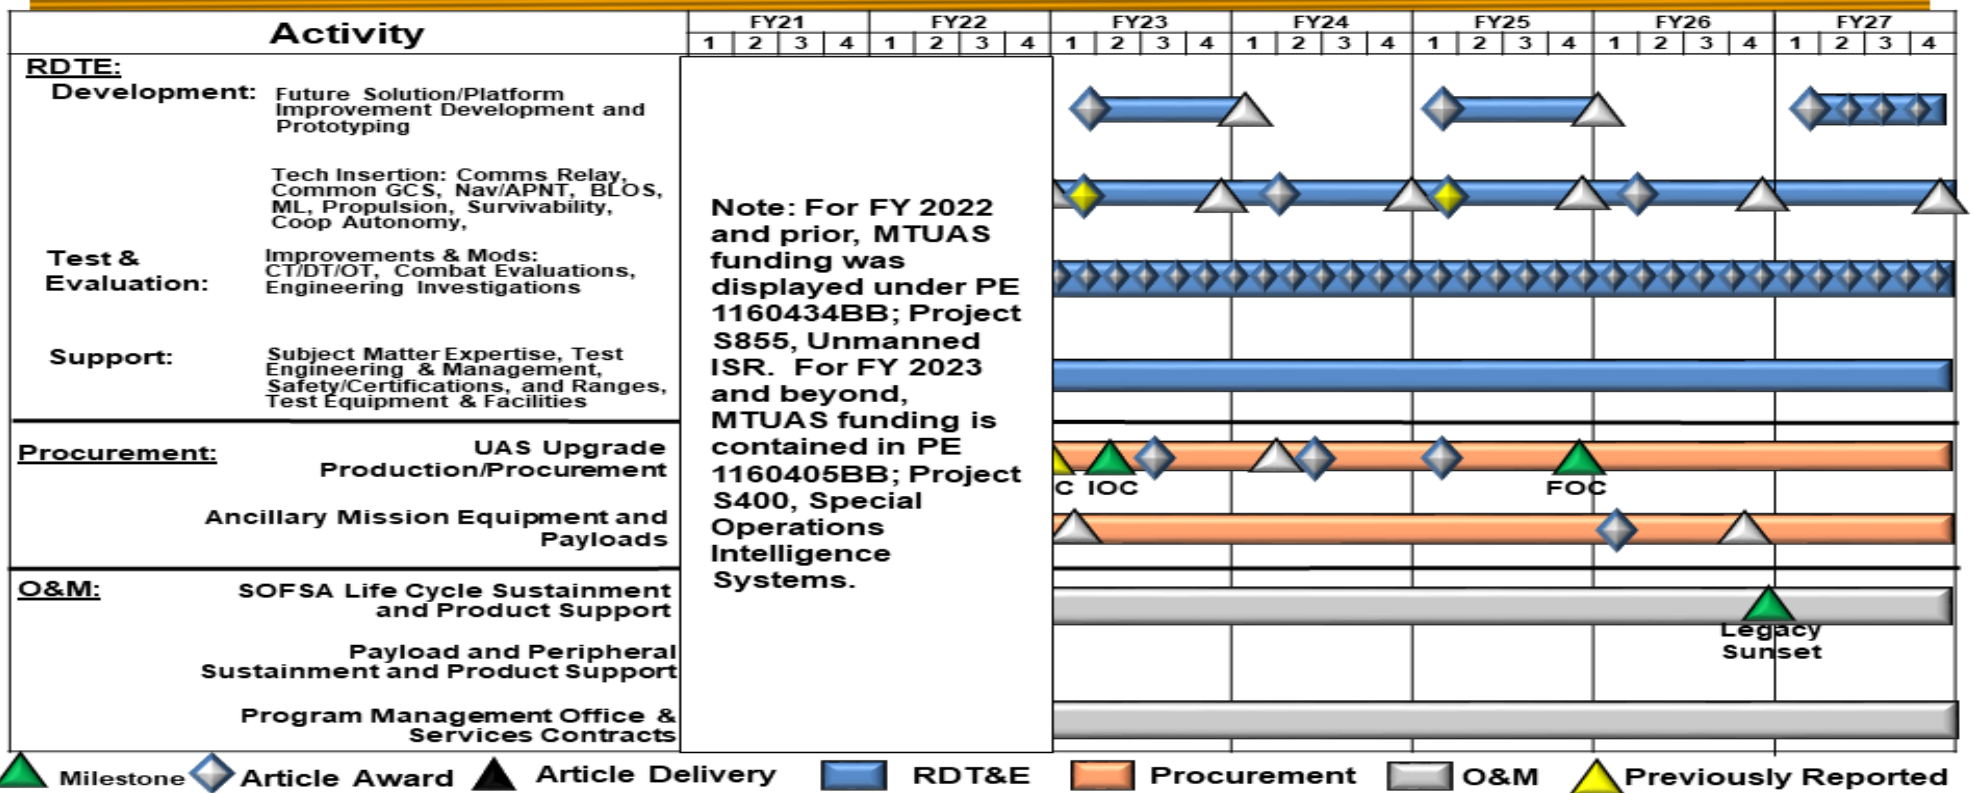 Activity
FY21 FY22 FY23 FY24 FY25 FY26 FY27
1 2 3 4 1 2 3 4 1 2 3 4 1 2 3 4 1 2 3 4 1 2 4 1 2 3 4
RDTE:
Development: Future Solution/Platform
Improvement Development and
Prototyping
Tech Insertion: Comms Relay,
Common GCS, Nav/APNT, BLOS,
ML, Propulsion, Survivability,
Coop Autonomy,
Test &
Evaluation:
Improvements & Mods:
CT/DT/OT, Combat Evaluations,
Engineering Investigations
Support:
Subject Matter Expertise, Test
Engineering & Management,
Safety/Certifications, and Ranges,
Test Equipment & Facilities
Note: For FY 2022
and prior, MTUAS
funding was
displayed under PE
1160434BB; Project
S855, Unmanned
ISR. For FY 2023
and beyond,
MTUAS funding is
contained in PE
1160405BB; Project
S400, Special
Operations
Intelligence
Systems.
Procurement:
UAS Upgrade
Production/Procurement
C IOC
FOC
Ancillary Mission Equipment and
Payloads
O&M:
SOFSA Life Cycle Sustainment
and Product Support
Legacy
Sunset
Payload and Peripheral
Sustainment and Product Support
Program Management Office &
Services Contracts
Milestone Article Award Article Delivery RDT&E Procurement O&M Previously Reported